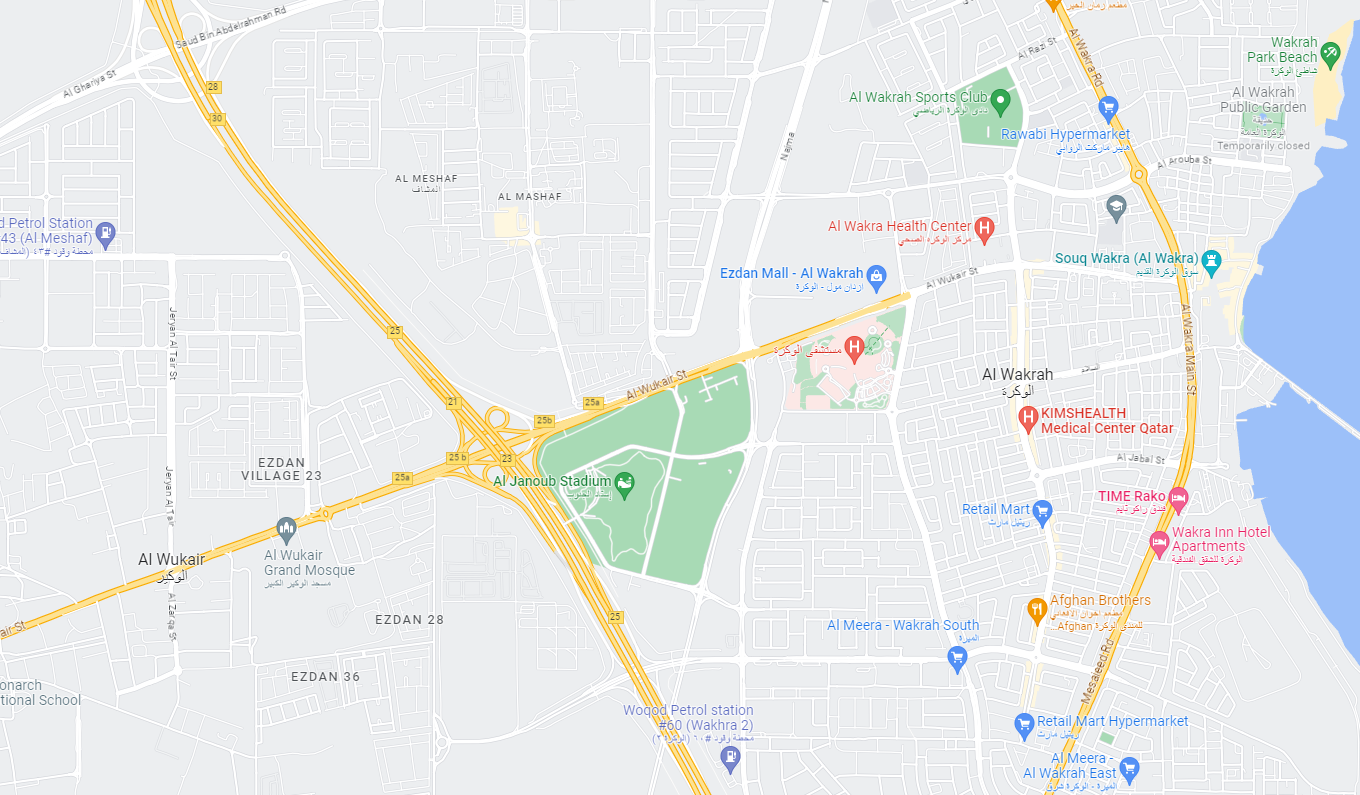 مطعم زمان الخير
Saud Bin Abdelrahman Rd
Al Ghariya St
28
30
Najma
Al Razi St
Al Wakra Rd
Wakrah
Park Beach
شاطئ الوكرة
Al Wakrah
Public Garden
حديقة
الوكرة العامة
Temporarily closed
Al Wakrah Sports Club
نادي الوكرة الرياضي
Rawabi Hypermarket
هايبر ماركت الروابي
Al Arouba St
AL MESHAF
المشاف
AL MASHAF
d Petrol Station
43 (Al Meshaf)
محطة وقود #٤٣ (المشاف
Al Wakra Health Center
مركز الوكرة الصحي
Souq Wakra (Al Wakra)
سوق الوكرة القديم
Ezdan Mall - Al Wakrah
ازدان مول - الوكرة
Al Wukair St
Jeryan Al Tair St
25
Al Wakra Main St
مستشفى الوكرة
Al Wakrah
الوكرة
Al Wukair St
21
25a
25b
KIMSHEALTH
Medical Center Qatar
25 b
23
25a
Al Jabal St
EZDAN
VILLAGE 23
Jeryan Al Tair
Al Janoub Stadium
إستاد الجنوب
TIME Rako
فندق راكو تايم
Retail Mart
ريتيل مارت
Wakra Inn Hotel
Apartments
الوكرة للشقق الفندقية
Al Wukair
الوكير
Al Wukair
Grand Mosque
مسجد الوكير الكبير
Al Zarqa St
air St
EZDAN 28
25
Afghan Brothers
مطعم اخوان الافغاني
Afghan للمندي الوكرة
Al Meera - Wakrah South
الميرة
Mesaieed Rd
EZDAN 36
onarch
tional School
Woqod Petrol station
#60 (Wakhra 2)
محطة وقود #٦٠ (الوكرة ٢)
Retail Mart Hypermarket
ريتيل مارت
Al Meera -
Al Wakrah East
الميرة - الوكرة شرق